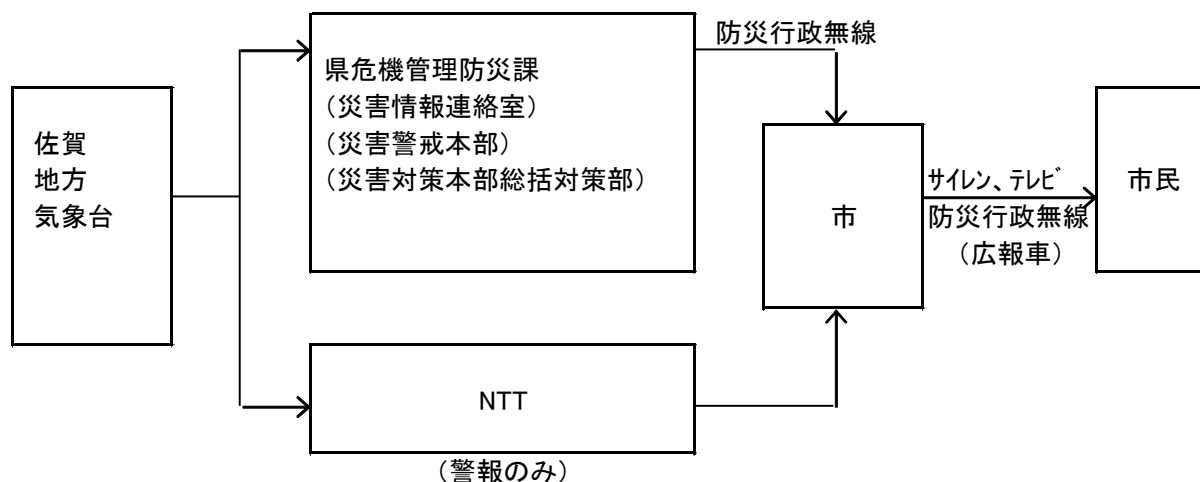 佐賀
地方
気象台
県危機管理防災課
(災害情報連絡室)
(災害警戒本部)
(災害対策本部総括対策部)
防災行政無線
NTT
(警報のみ)
市
サイレン、テレビ
防災行政無線
(広報車)
市民